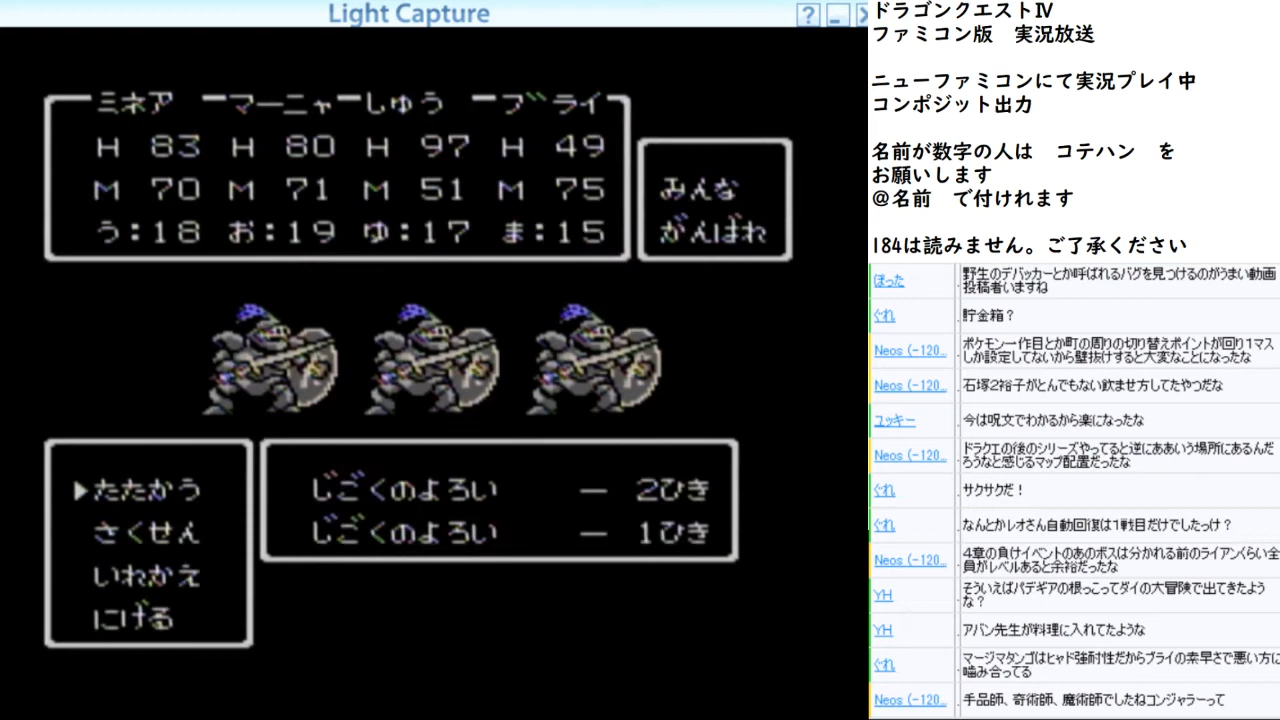 Light Capture
ミネア マーニャ しゅう ブライ
H 83 H 80 H 97 H 49
M 70 M 71 M 51 M 75
う:18 お:19 ゆ:17 ま:15
みんな
がんばれ
▶たたかう
さくせん
いれかえ
にげる
じごくのよろい ー 2ひき
じごくのよろい ー 1ひき
ドラゴンクエストⅣ
ファミコン版 実況放送
ニューファミコンにて実況プレイ中
コンポジット出力
名前が数字の人は コテハン を
お願いします
@名前 で付けれます
184は読みません。ご了承ください
ぽった 野生のデバッカーとか呼ばれるバグを見つけるのがうまい動画
投稿者いますね
ぐれ 貯金箱？
Neos (-120... ポケモン一作目とか町の周りの切り替えポイントが回り1マス
しか設定してないから壁抜けすると大変なことになったな
Neos (-120... 石塚2裕子がとんでもない飲ませ方してたやつだな
ユッキー 今は呪文でわかるから楽になったな
Neos (-120... ドラクエの後のシリーズやってると逆にああいう場所にあるんだ
ろうなと感じるマップ配置だったな
ぐれ サクサクだ！
ぐれ なんとかレオさん自動回復は1戦目だけでしたっけ？
Neos (-120... 4章の負けイベントのあのボスは分かれる前のライアンくらい全
員がレベルあると余裕だったな
YH そういえばパデギアの根っこってダイの大冒険で出てきたよう
な？
YH アバン先生が料理に入れてたような
ぐれ マージマタンゴはヒャド強耐性だからブライの素早さで悪い方に
噛み合ってる
Neos (-120... 手品師、奇術師、魔術師でしたねコンジャラーって